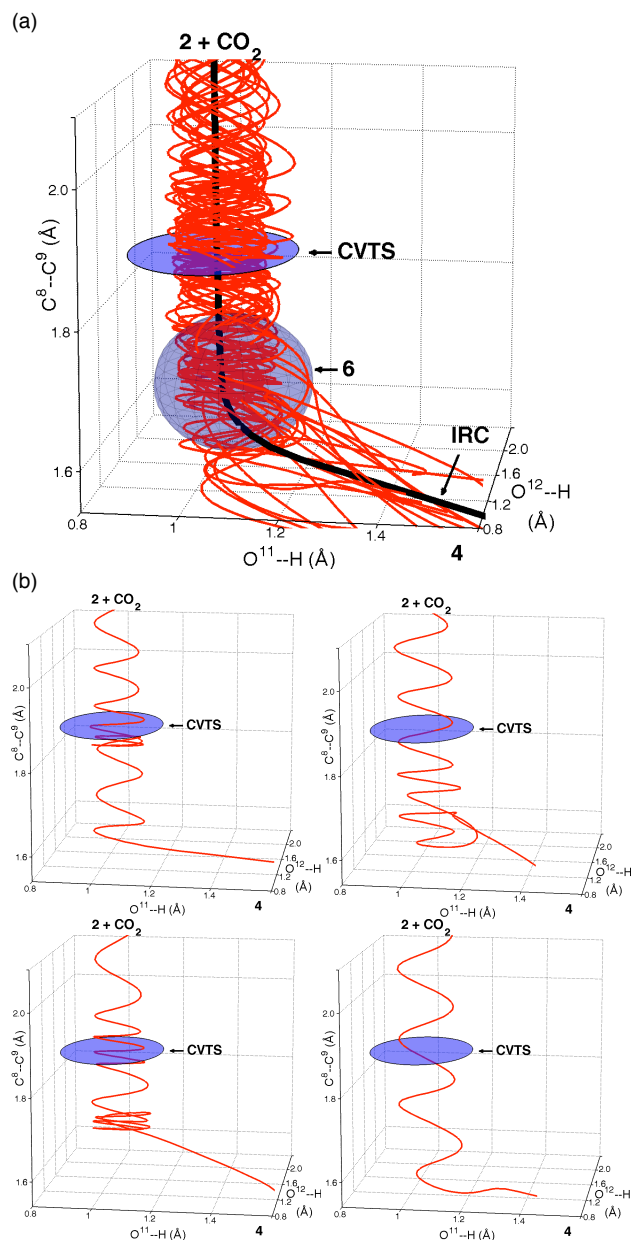 (a)
2 + CO2
2.0
C8--C9 (Å)
CVTS
1.8
6
IRC
1.6
2.0
1.6
1.2
0.8
O12--H
(Å)
0.8
1
1.2
1.4
O11--H (Å)
4
(b)
2 + CO2
2.0
C8--C9 (Å)
CVTS
1.8
1.6
2.0
1.6
1.2
0.8
O12--H
(Å)
0.8
1
1.2
1.4
O11--H (Å)
4
2 + CO2
2.0
C8--C9 (Å)
CVTS
1.8
1.6
2.0
1.6
1.2
0.8
O12--H
(Å)
0.8
1
1.2
1.4
O11--H (Å)
4
2 + CO2
2.0
C8--C9 (Å)
CVTS
1.8
1.6
2.0
1.6
1.2
0.8
O12--H
(Å)
0.8
1
1.2
1.4
O11--H (Å)
4
2 + CO2
2.0
C8--C9 (Å)
CVTS
1.8
1.6
2.0
1.6
1.2
0.8
O12--H
(Å)
0.8
1
1.2
1.4
O11--H (Å)
4